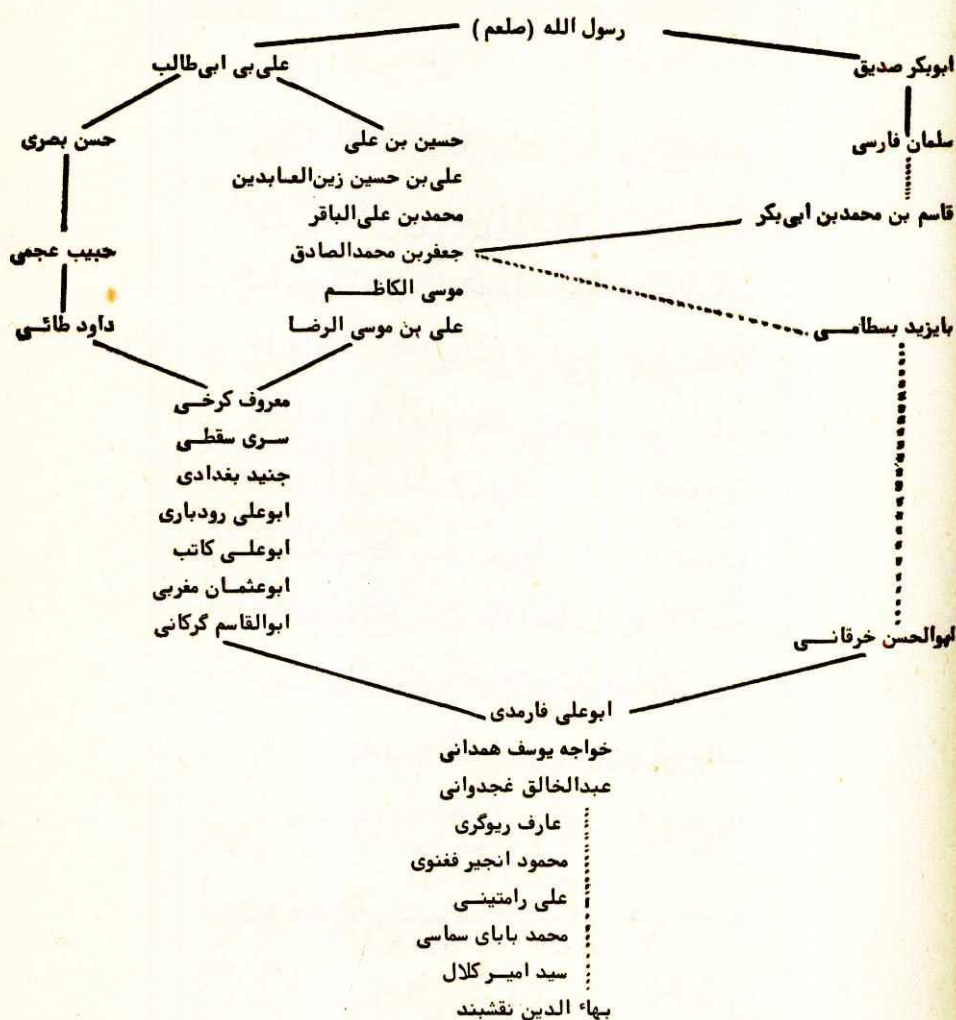 رسول الله (صلعم)
ابوبکر صدیق
علی‌بی ابی‌طالب
سلمان فارسی
حسین بن علی
حسن بصری
علی‌بن حسین زین‌العابدین
قاسم بن محمدبن ابی‌بکر
محمدبن علی‌الباقر
جعفربن محمدالصادق
حبیب عجمی
موسی الکاظم
بایزید بسطامی
علی بن موسی الرضا
داود طائی
معروف کرخی
سری سقطی
جنید بغدادی
ابوعلی رودباری
ابوعلی کاتب
ابوعثمان مغربی
ابوالقاسم گرکانی
ابوالحسن خرقانی
ابوعلی فارمدی
خواجه یوسف همدانی
عبدالخالق غجدوانی
عارف ریوگری
محمود انجیر فغنوی
علی رامتینی
محمد بابای سماسی
سید امیر کلال
بهاء الدین نقشبند